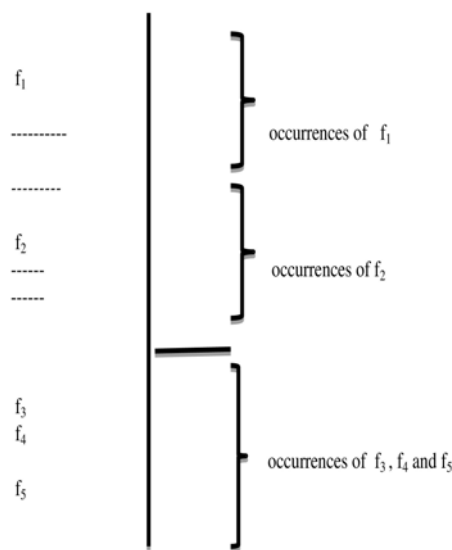 f₁
occurrences of f₁
f₂
occurrences of f₂
f₃
f₄
occurrences of f₃ , f₄ and f₅
f₅